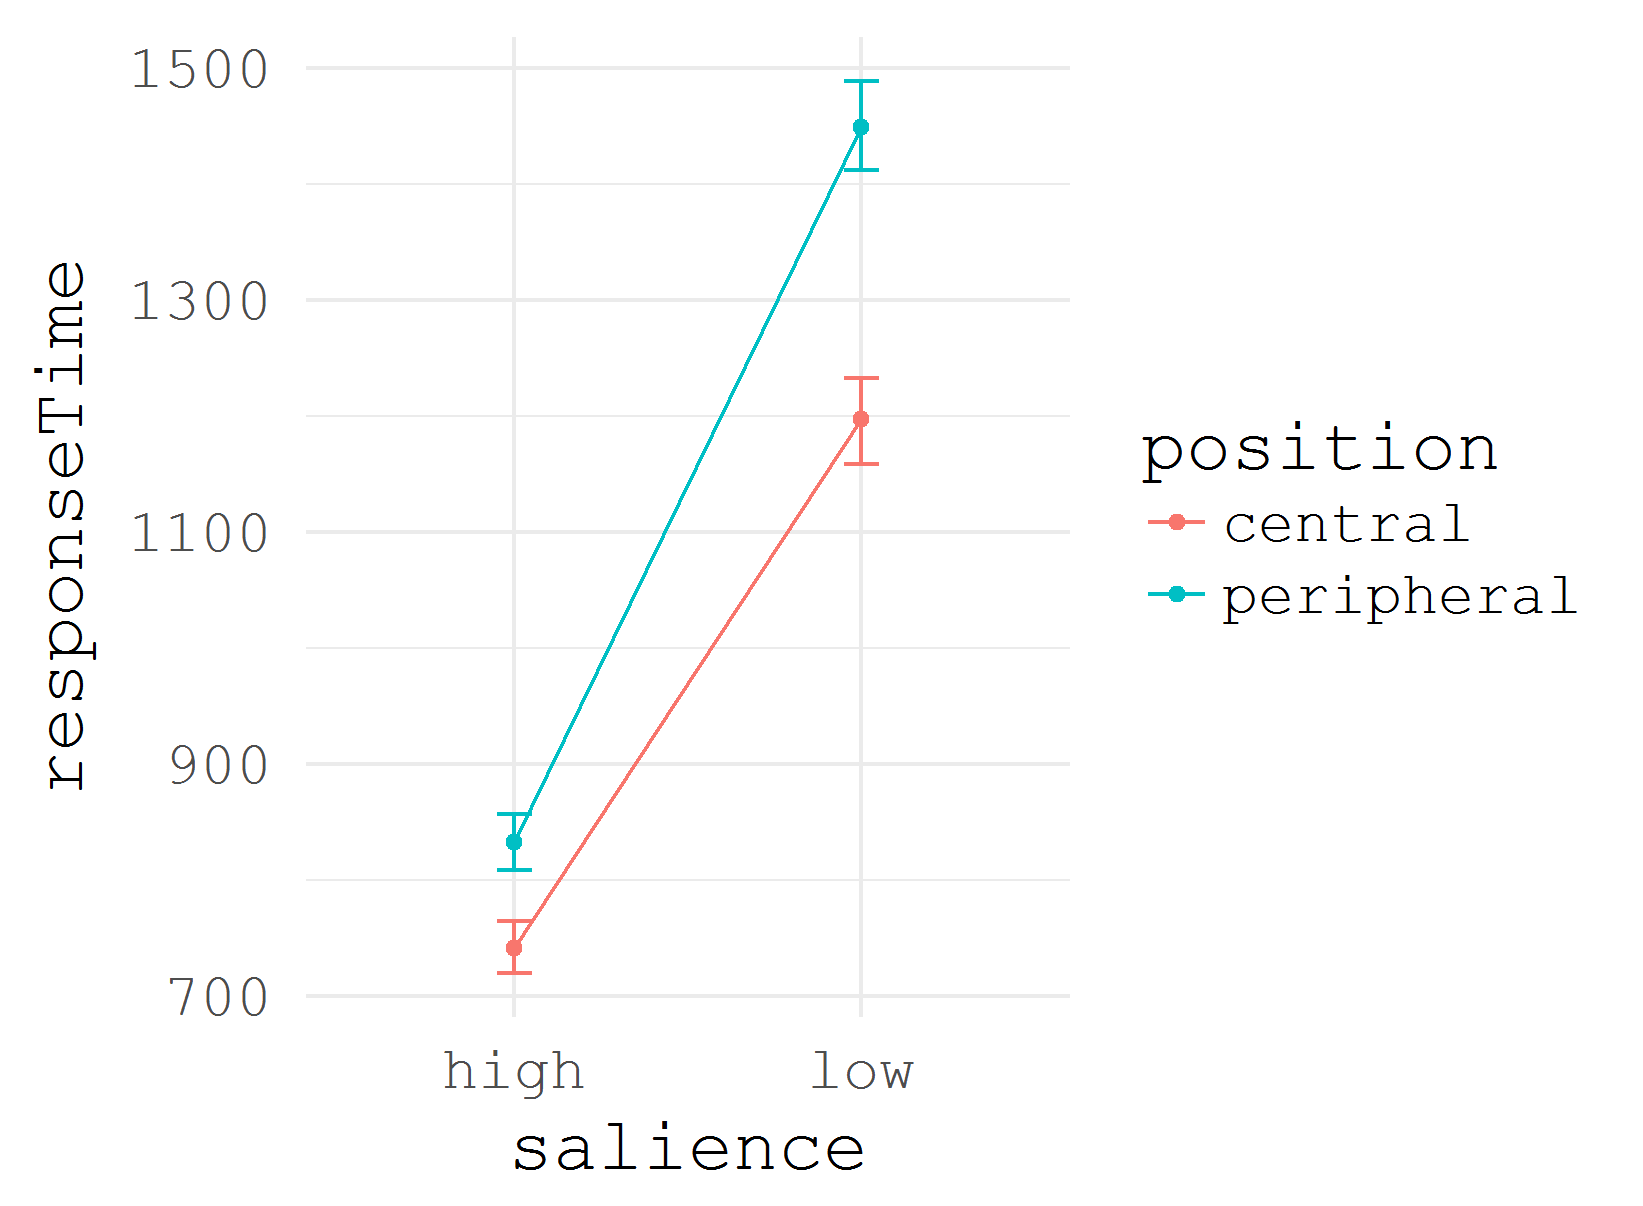 1500
1300
1100
900
700
responseTime
high low
salience
position
central
peripheral